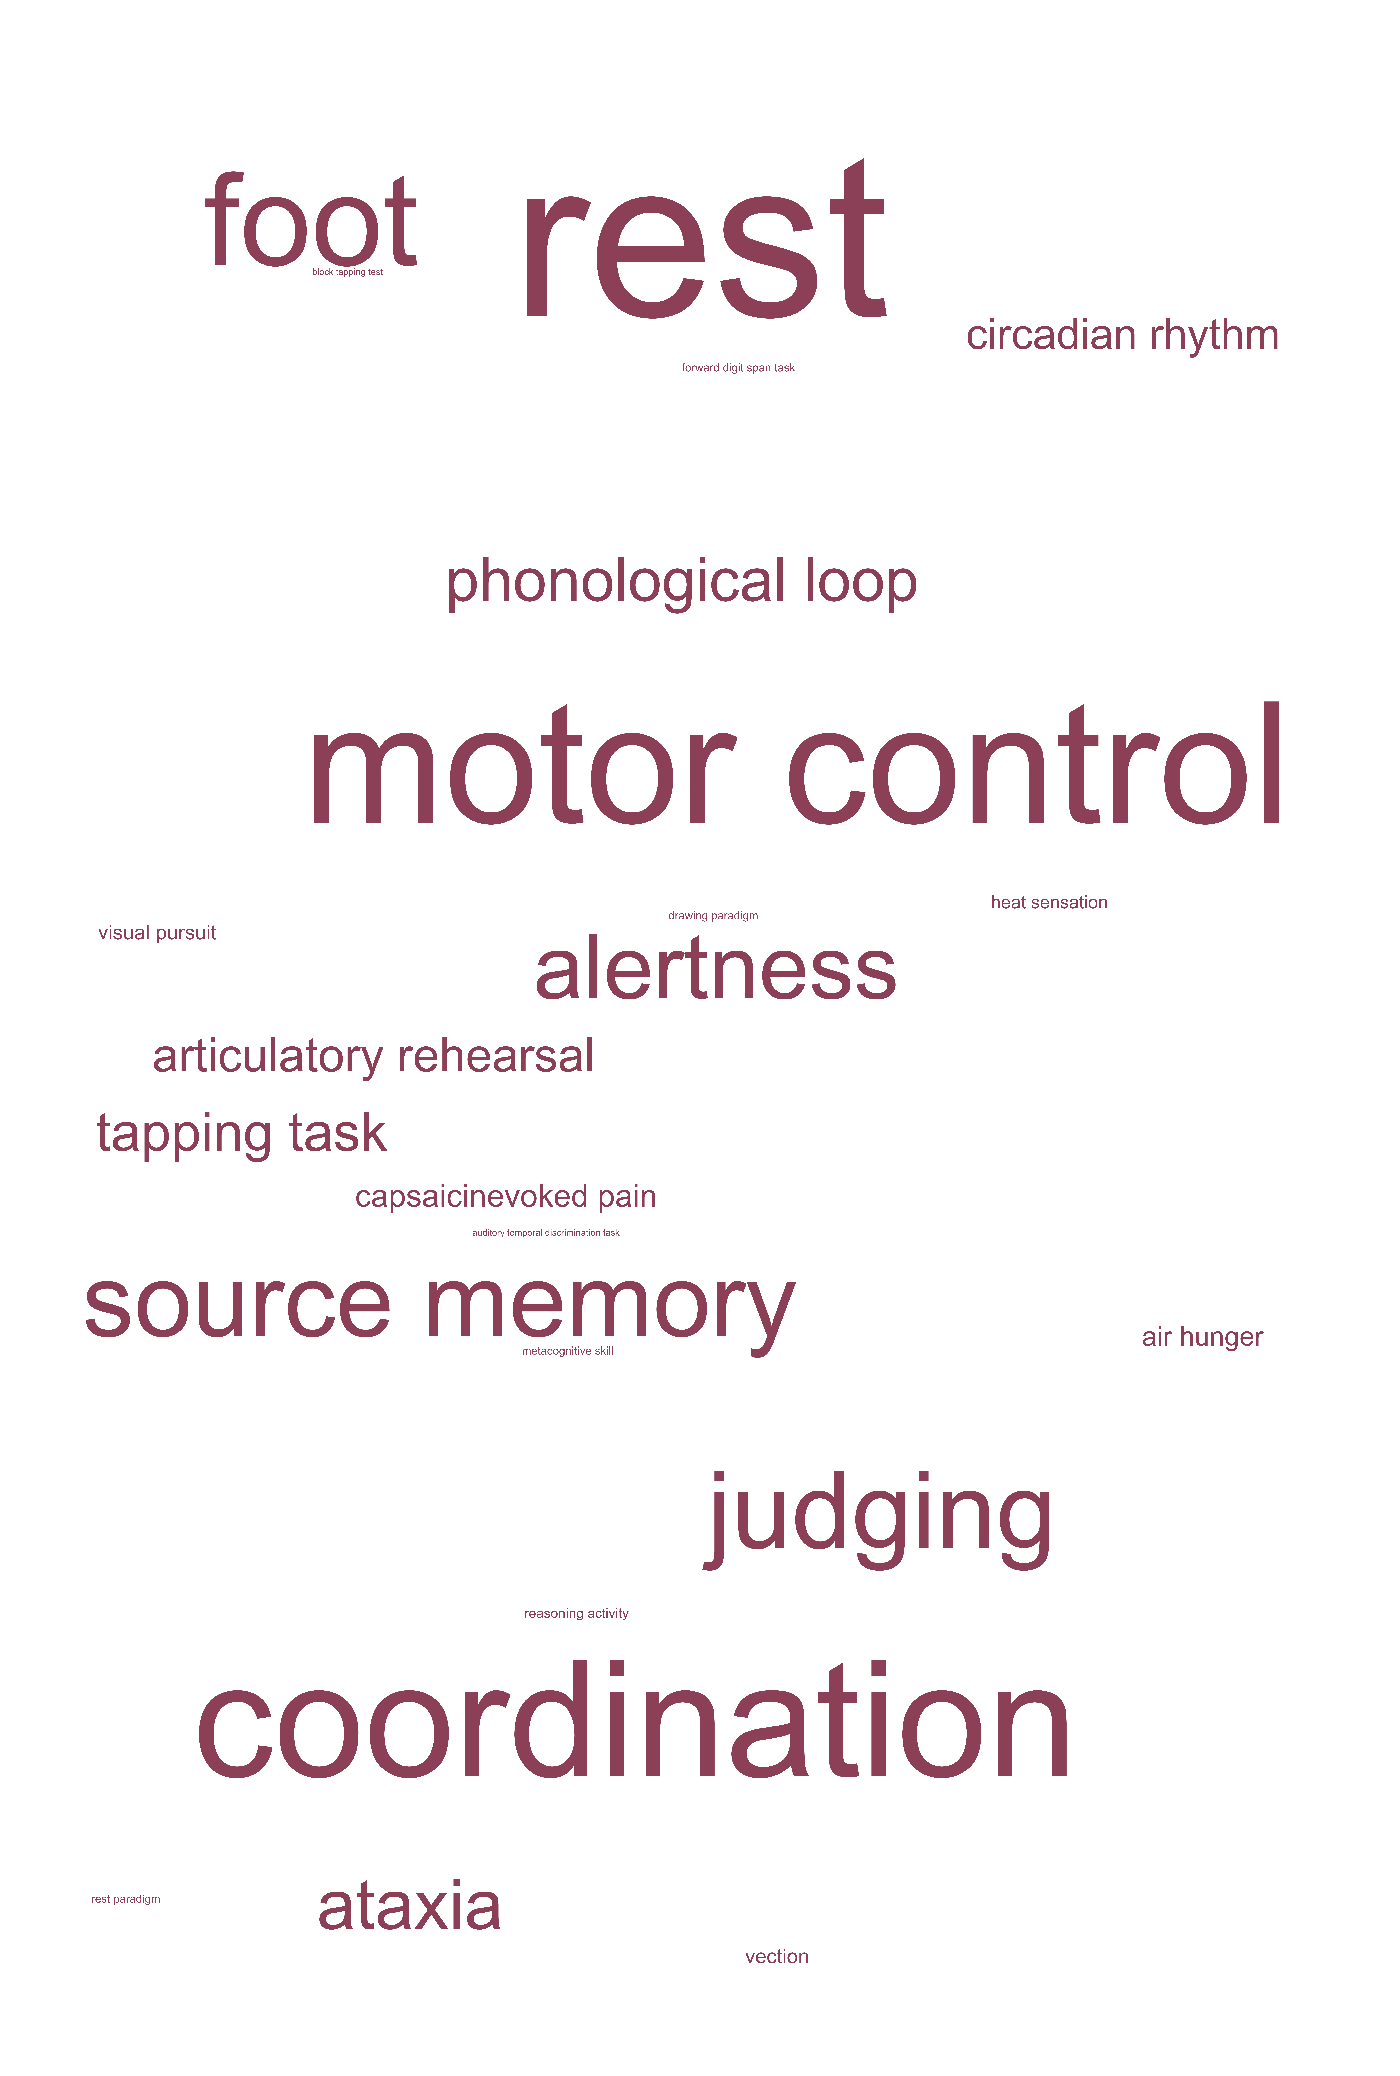 foot
rest
block tapping test
circadian rhythm
forward digit span task
phonological loop
motor control
heat sensation
drawing paradigm
visual pursuit
alertness
articulatory rehearsal
tapping task
capsaicinevoked pain
auditory temporal discrimination task
source memory
air hunger
metacognitive skill
judging
reasoning activity
coordination
rest paradigm
ataxia
vection